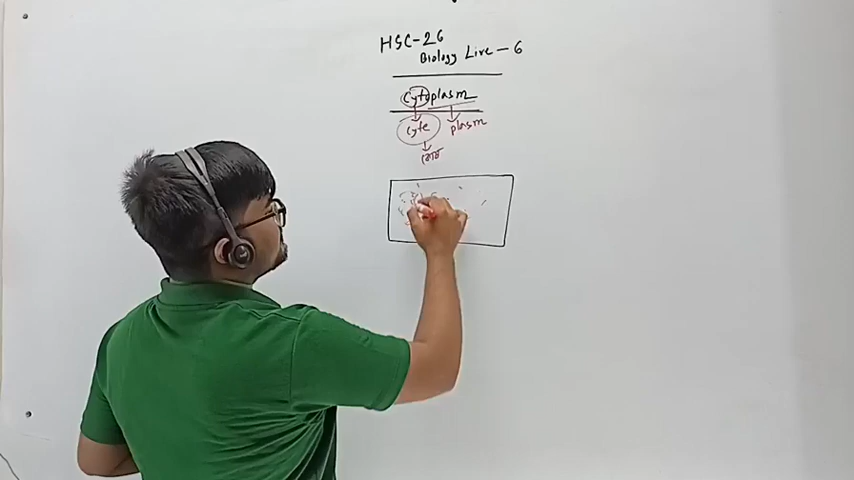 HSC-26
Biology Live - 6
Cytoplasm
Cyte plasm
কোষ